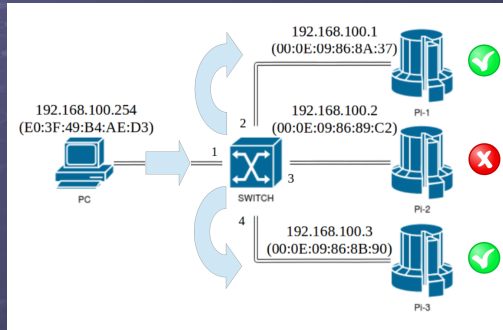 192.168.100.1
(00:0E:09:86:8A:37)
Pi-1
192.168.100.254
(E0:3F:49:B4:AE:D3)
PC
1
2
3
4
SWITCH
192.168.100.2
(00:0E:09:86:89:C2)
Pi-2
192.168.100.3
(00:0E:09:86:8B:90)
Pi-3